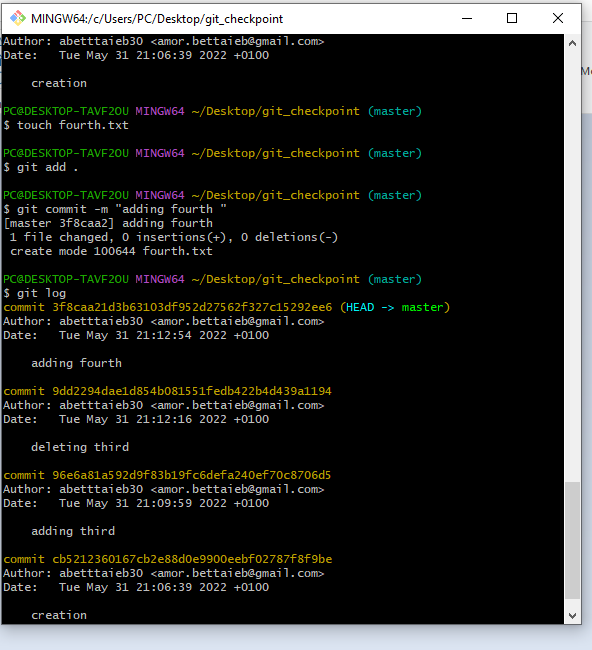 MINGW64:/c/Users/PC/Desktop/git_checkpoint
Author: abetttaieb30 <amor.bettaieb@gmail.com>
Date:   Tue May 31 21:06:39 2022 +0100
creation
PC@DESKTOP-TAVF2OU MINGW64 ~/Desktop/git_checkpoint (master)
$ touch fourth.txt
PC@DESKTOP-TAVF2OU MINGW64 ~/Desktop/git_checkpoint (master)
$ git add .
PC@DESKTOP-TAVF2OU MINGW64 ~/Desktop/git_checkpoint (master)
$ git commit -m "adding fourth "
[master 3f8caa2] adding fourth
 1 file changed, 0 insertions(+), 0 deletions(-)
 create mode 100644 fourth.txt
PC@DESKTOP-TAVF2OU MINGW64 ~/Desktop/git_checkpoint (master)
$ git log
commit 3f8caa21d3b63103df952d27562f327c15292ee6 (HEAD -> master)
Author: abetttaieb30 <amor.bettaieb@gmail.com>
Date:   Tue May 31 21:12:54 2022 +0100
adding fourth
commit 9dd2294dae1d854b081551fedb422b4d439a1194
Author: abetttaieb30 <amor.bettaieb@gmail.com>
Date:   Tue May 31 21:12:16 2022 +0100
deleting third
commit 96e6a81a592d9f83b19fc6defa240ef70c8706d5
Author: abetttaieb30 <amor.bettaieb@gmail.com>
Date:   Tue May 31 21:09:59 2022 +0100
adding third
commit cb5212360167cb2e88d0e9900eebf02787f8f9be
Author: abetttaieb30 <amor.bettaieb@gmail.com>
Date:   Tue May 31 21:06:39 2022 +0100
creation